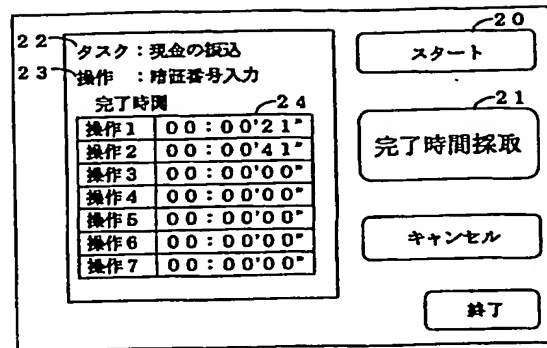 22 タスク：現金の振込
23 操作　：暗証番号入力
完了時間
24
操作1 00：00'21"
操作2 00：00'41"
操作3 00：00'00"
操作4 00：00'00"
操作5 00：00'00"
操作6 00：00'00"
操作7 00：00'00"
20
スタート
21
完了時間採取
キャンセル
終了